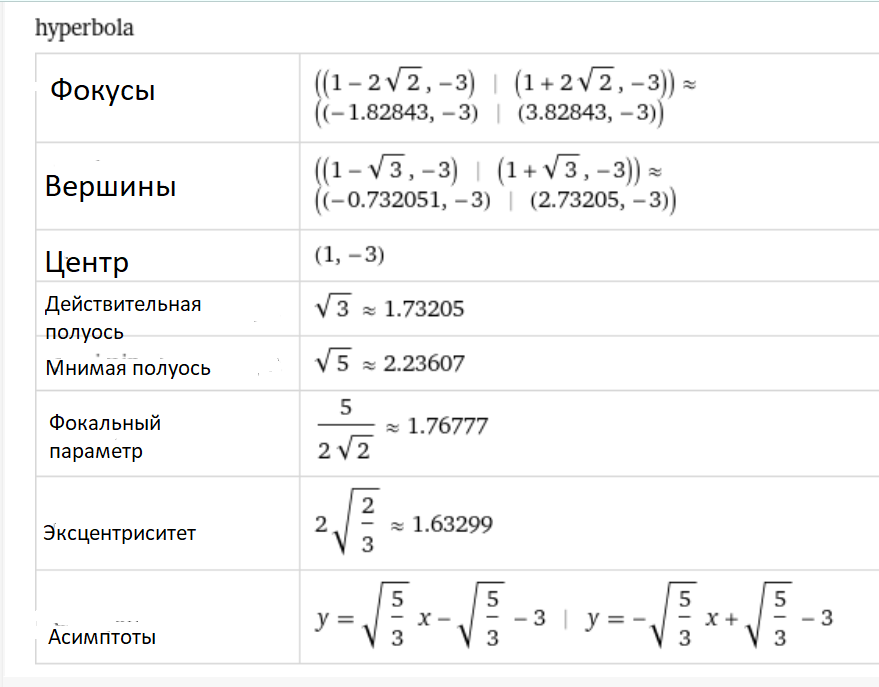 hyperbola
Фокусы
((1 − 2√2, −3) | (1 + 2√2, −3)) ≈
((−1.82843, −3) | (3.82843, −3))
Вершины
((1 − √3, −3) | (1 + √3, −3)) ≈
((−0.732051, −3) | (2.73205, −3))
Центр
(1, −3)
Действительная
полуось
√3 ≈ 1.73205
Мнимая полуось
√5 ≈ 2.23607
Фокальный
параметр
5/(2√2) ≈ 1.76777
Эксцентриситет
2√(2/3) ≈ 1.63299
Асимптоты
y = √(5/3) x − √(5/3) − 3 | y = −√(5/3) x + √(5/3) − 3